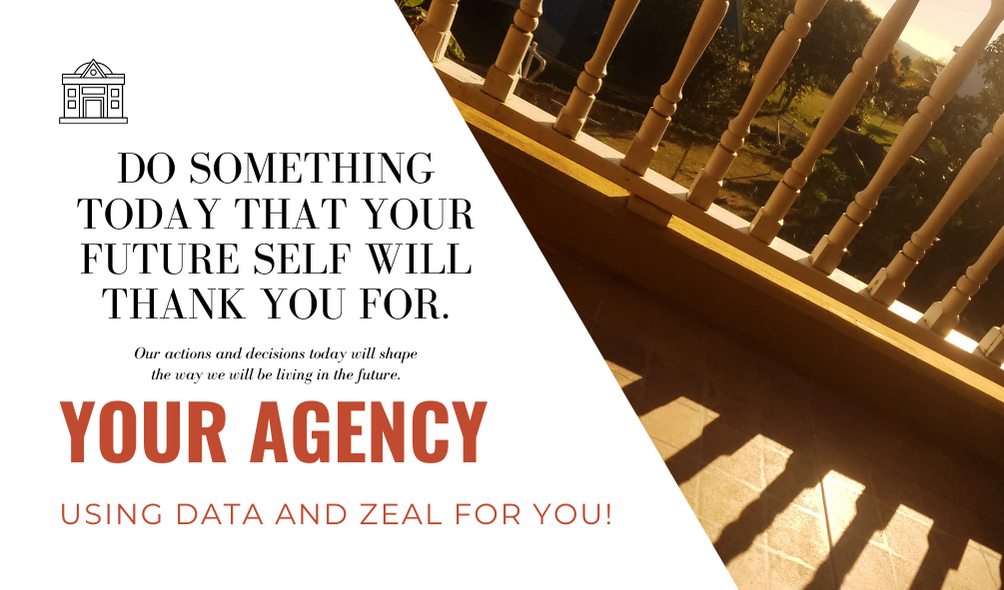 DO SOMETHING
TODAY THAT YOUR
FUTURE SELF WILL
THANK YOU FOR.
Our actions and decisions today will shape
the way we will be living in the future.
YOUR AGENCY
USING DATA AND ZEAL FOR YOU!